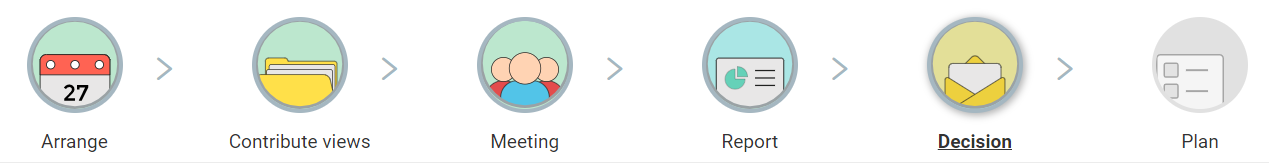 27
Arrange
Contribute views
Meeting
Report
Decision
Plan